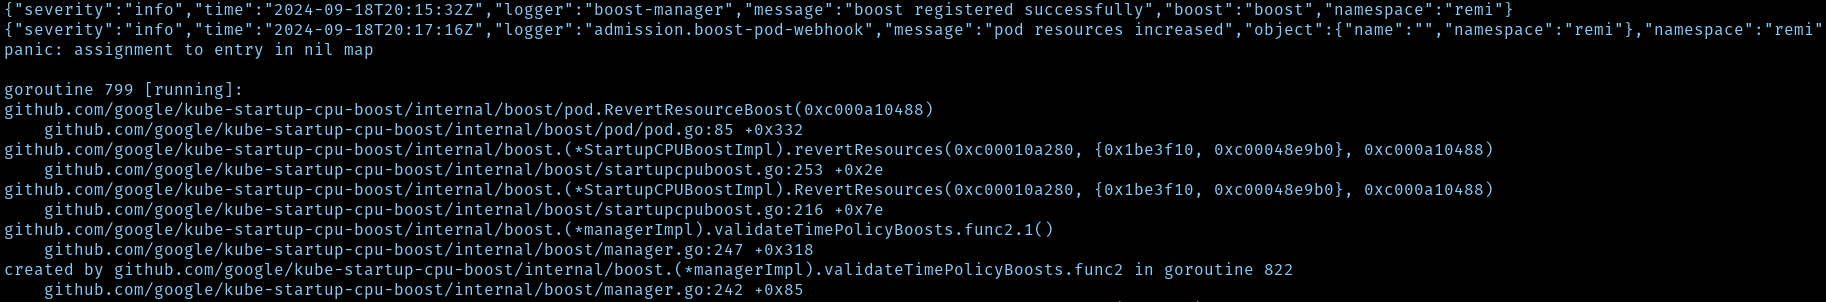 {"severity":"info","time":"2024-09-18T20:15:32Z","logger":"boost-manager","message":"boost registered successfully","boost":"boost","namespace":"remi"}
{"severity":"info","time":"2024-09-18T20:17:16Z","logger":"admission.boost-pod-webhook","message":"pod resources increased","object":{"name":"","namespace":"remi"},"namespace":"remi"
panic: assignment to entry in nil map
goroutine 799 [running]:
github.com/google/kube-startup-cpu-boost/internal/boost/pod.RevertResourceBoost(0xc000a10488)
github.com/google/kube-startup-cpu-boost/internal/boost/pod/pod.go:85 +0x332
github.com/google/kube-startup-cpu-boost/internal/boost.(*StartupCPUBoostImpl).revertResources(0xc00010a280, {0x1be3f10, 0xc00048e9b0}, 0xc000a10488)
github.com/google/kube-startup-cpu-boost/internal/boost/startupcpuboost.go:253 +0x2e
github.com/google/kube-startup-cpu-boost/internal/boost.(*StartupCPUBoostImpl).RevertResources(0xc00010a280, {0x1be3f10, 0xc00048e9b0}, 0xc000a10488)
github.com/google/kube-startup-cpu-boost/internal/boost/startupcpuboost.go:216 +0x7e
github.com/google/kube-startup-cpu-boost/internal/boost.(*managerImpl).validateTimePolicyBoosts.func2.1()
github.com/google/kube-startup-cpu-boost/internal/boost/manager.go:247 +0x318
created by github.com/google/kube-startup-cpu-boost/internal/boost.(*managerImpl).validateTimePolicyBoosts.func2 in goroutine 822
github.com/google/kube-startup-cpu-boost/internal/boost/manager.go:242 +0x85